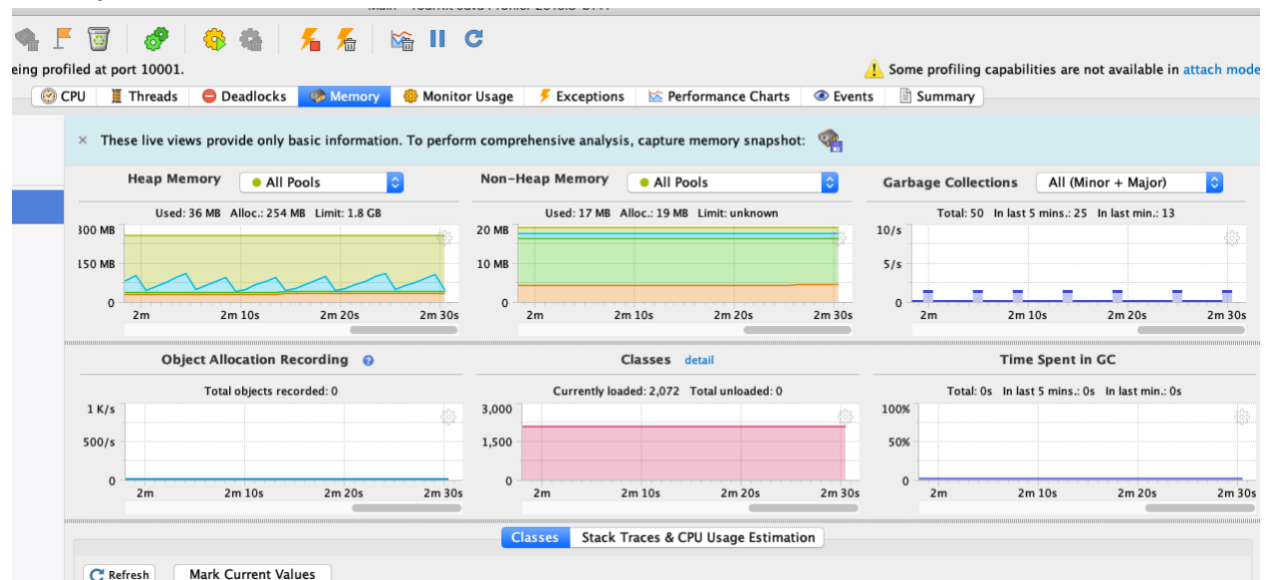 eing profiled at port 10001.
Some profiling capabilities are not available in attach mode
CPU Threads Deadlocks Memory Monitor Usage Exceptions Performance Charts Events Summary
× These live views provide only basic information. To perform comprehensive analysis, capture memory snapshot:
Heap Memory All Pools
Used: 36 MB Alloc.: 254 MB Limit: 1.8 GB
300 MB
150 MB
0
2m 2m 10s 2m 20s 2m 30s
Non-Heap Memory All Pools
Used: 17 MB Alloc.: 19 MB Limit: unknown
20 MB
10 MB
0
2m 2m 10s 2m 20s 2m 30s
Garbage Collections All (Minor + Major)
Total: 50 In last 5 mins.: 25 In last min.: 13
10/s
5/s
0
2m 2m 10s 2m 20s 2m 30s
Object Allocation Recording ?
Total objects recorded: 0
1 K/s
500/s
0
2m 2m 10s 2m 20s 2m 30s
Classes detail
Currently loaded: 2,072 Total unloaded: 0
3,000
1,500
0
2m 2m 10s 2m 20s 2m 30s
Time Spent in GC
Total: 0s In last 5 mins.: 0s In last min.: 0s
100%
50%
0
2m 2m 10s 2m 20s 2m 30s
Classes Stack Traces & CPU Usage Estimation
Refresh Mark Current Values